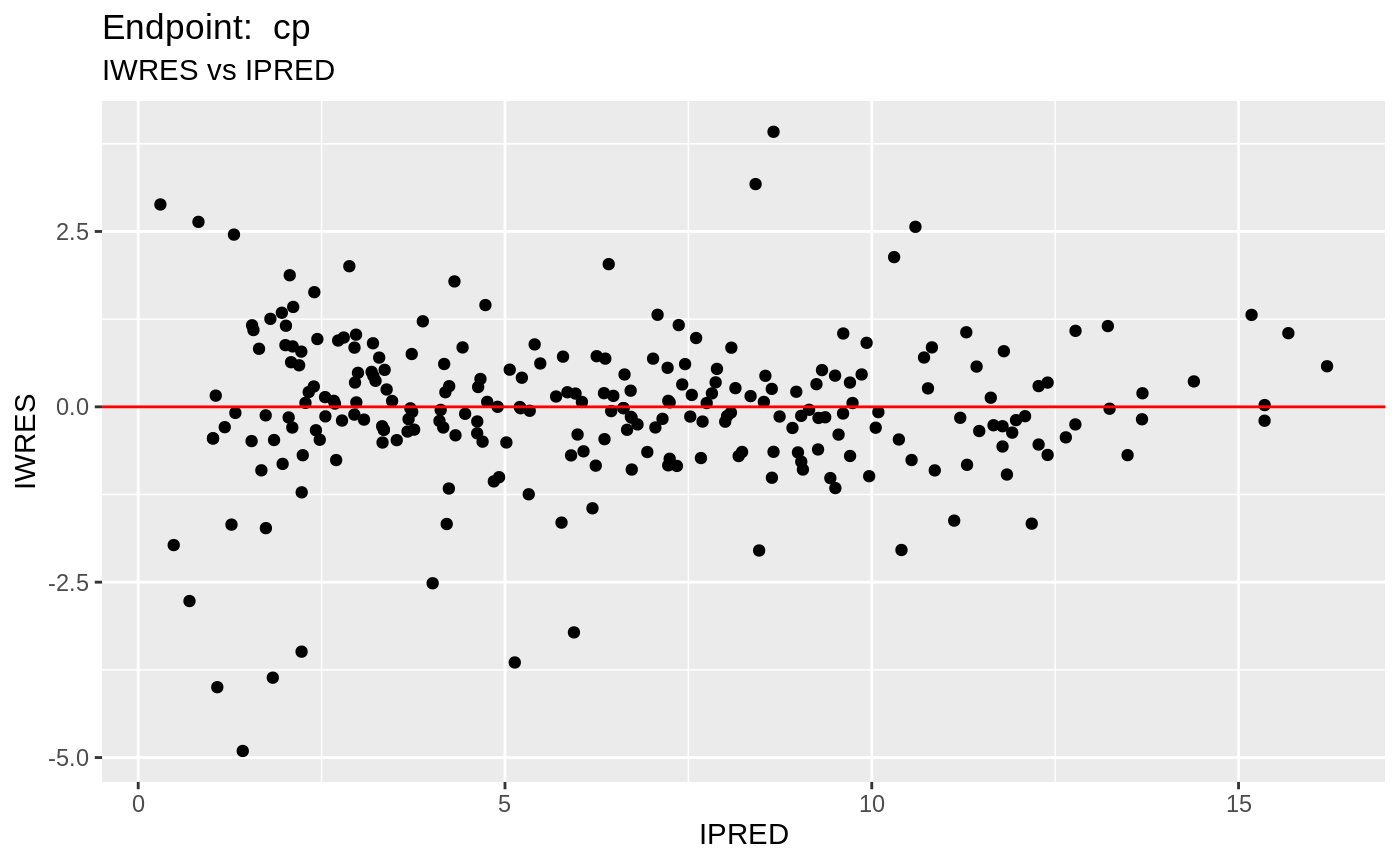 Endpoint:  cp
IWRES vs IPRED
IWRES
2.5
0.0
-2.5
-5.0
0 5 10 15
IPRED